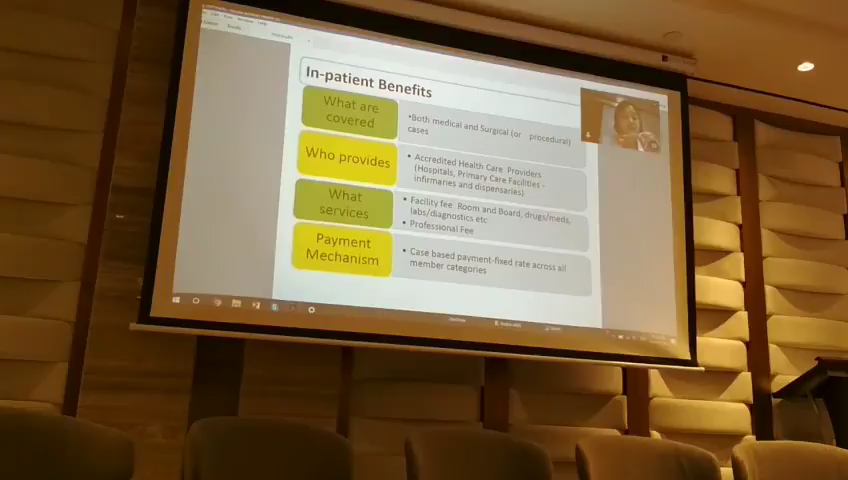 In-patient Benefits
What are
covered
•Both medical and Surgical (or procedural)
cases
Who provides
• Accredited Health Care Providers
(Hospitals, Primary Care Facilities -
infirmaries and dispensaries)
What
services
• Facility fee Room and Board, drugs/meds,
labs/diagnostics etc
• Professional Fee
Payment
Mechanism
• Case based payment-fixed rate across all
member categories